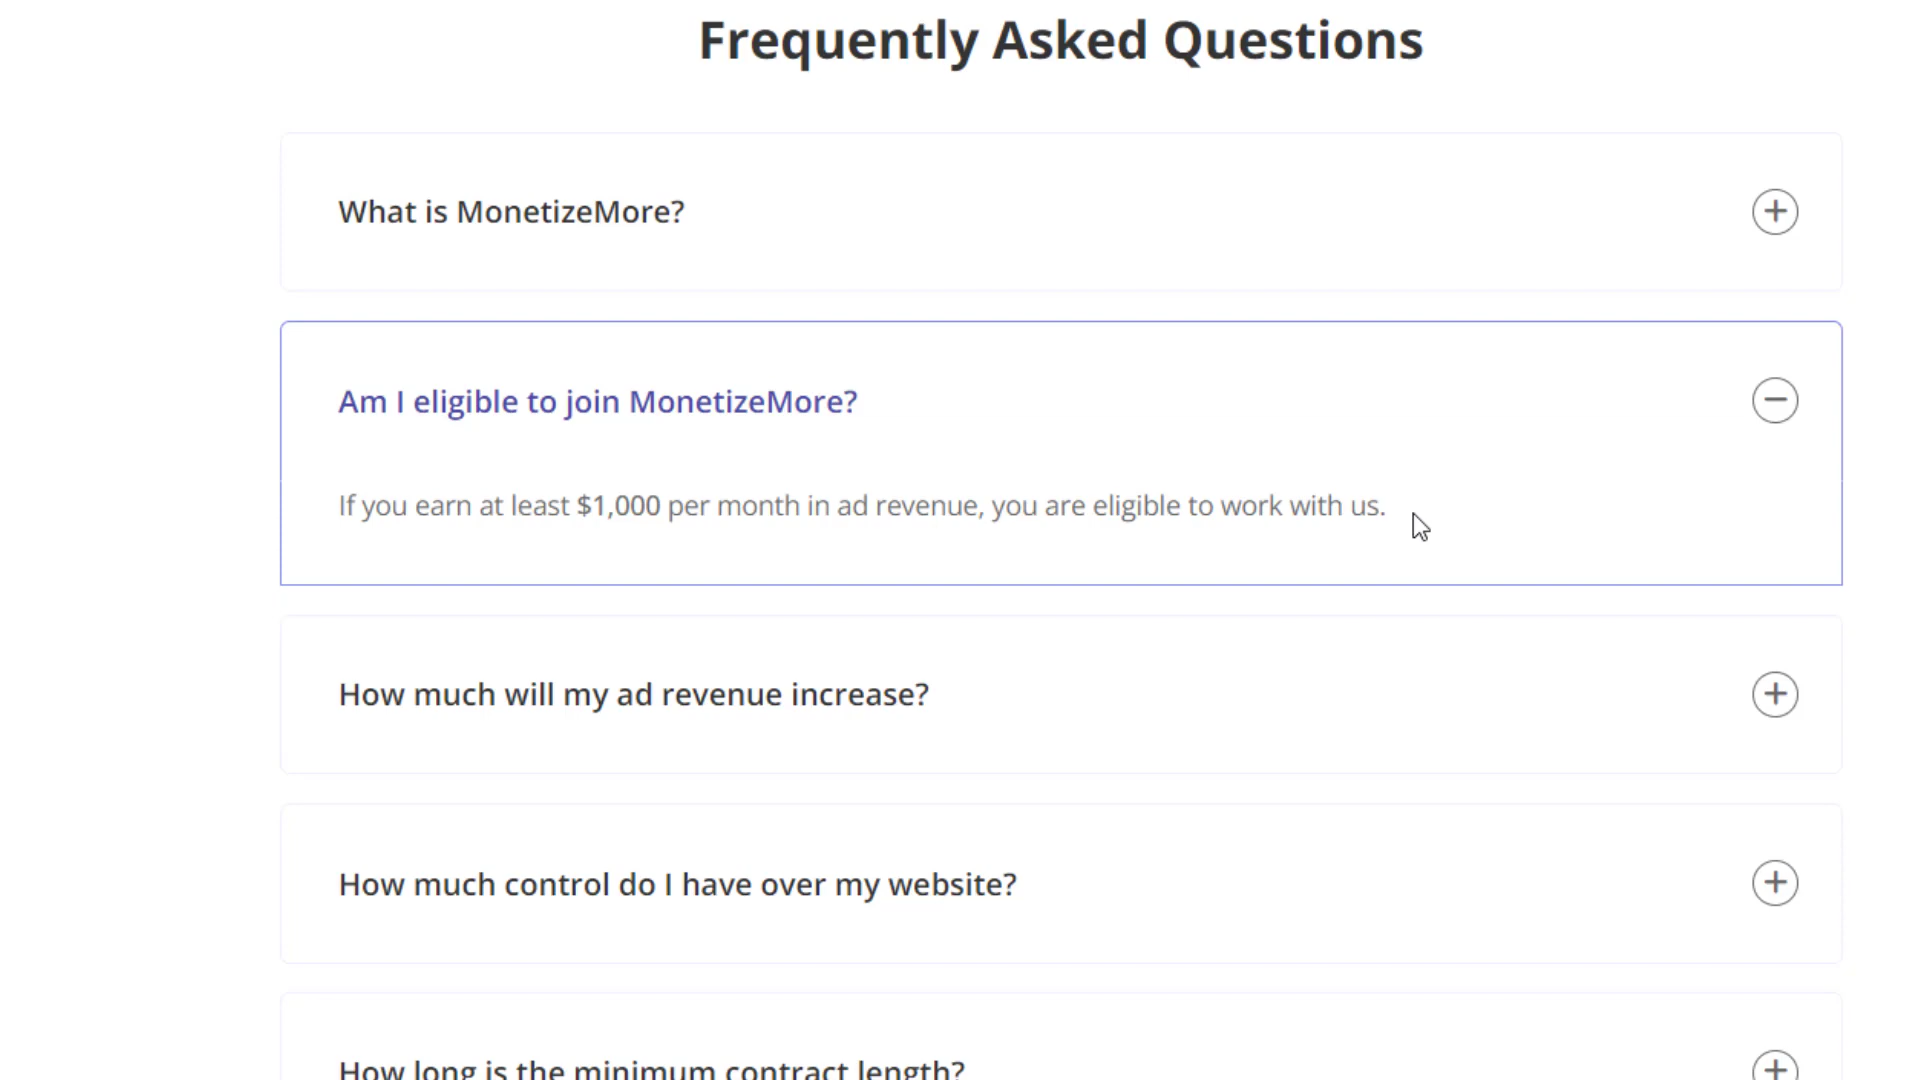 Frequently Asked Questions
What is MonetizeMore?
Am I eligible to join MonetizeMore?
If you earn at least $1,000 per month in ad revenue, you are eligible to work with us.
How much will my ad revenue increase?
How much control do I have over my website?
How long is the minimum contract length?